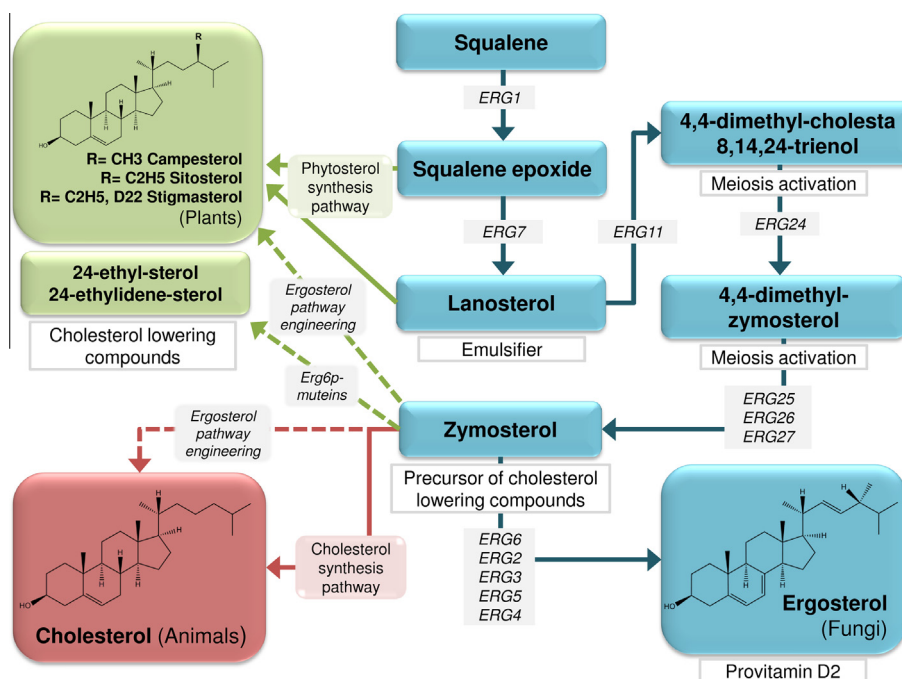 R
H
H
H
H
H
HO
R= CH3 Campesterol
R= C2H5 Sitosterol
R= C2H5, D22 Stigmasterol
(Plants)
24-ethyl-sterol
24-ethylidene-sterol
Cholesterol lowering
compounds
Squalene
ERG1
Squalene epoxide
Phytosterol
synthesis
pathway
ERG7
ERG11
Lanosterol
Emulsifier
4,4-dimethyl-cholesta
8,14,24-trienol
Meiosis activation
ERG24
4,4-dimethyl-
zymosterol
Meiosis activation
ERG25
ERG26
ERG27
Ergosterol
pathway
engineering
Erg6p-
muteins
Ergosterol
pathway
engineering
Zymosterol
Precursor of cholesterol
lowering compounds
ERG6
ERG2
ERG3
ERG5
ERG4
Cholesterol
synthesis
pathway
H
H
H
H
H
HO
Cholesterol (Animals)
H
H
H
H
H
HO
Ergosterol
(Fungi)
Provitamin D2